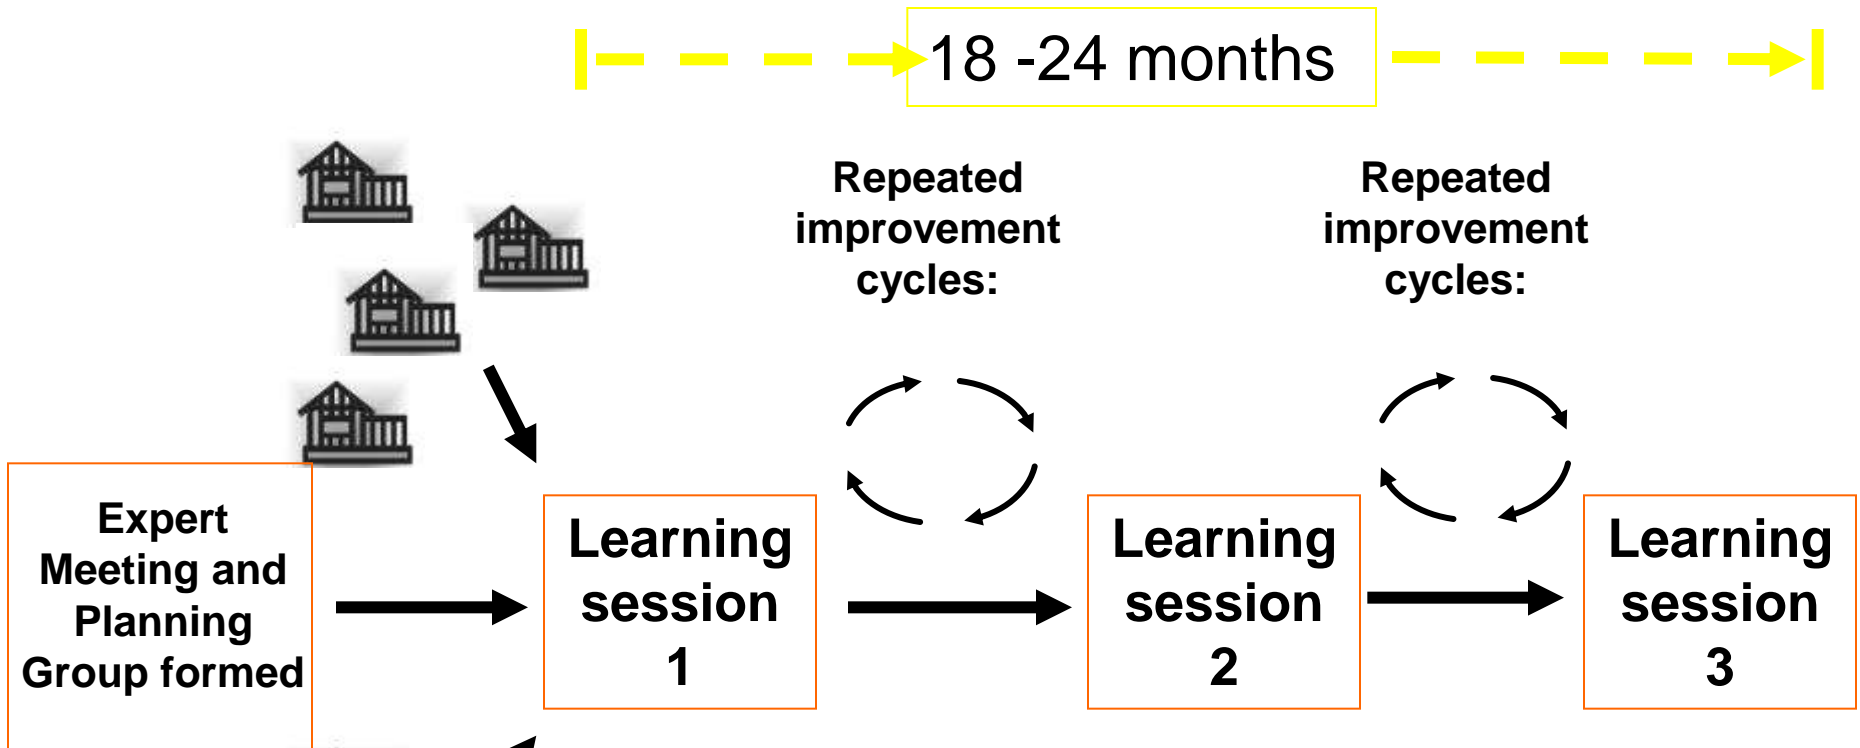 18 -24 months
Repeated
improvement
cycles:
Repeated
improvement
cycles:
Expert
Meeting and
Planning
Group formed
Learning
session
1
Learning
session
2
Learning
session
3